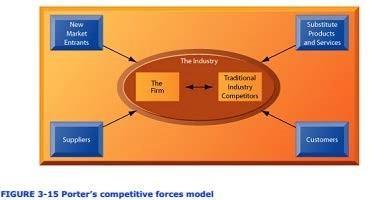 New
Market
Entrants
Substitute
Products
and Services
The Industry
The
Firm
Traditional
Industry
Competitors
Suppliers
Customers
FIGURE 3-15 Porter's competitive forces model